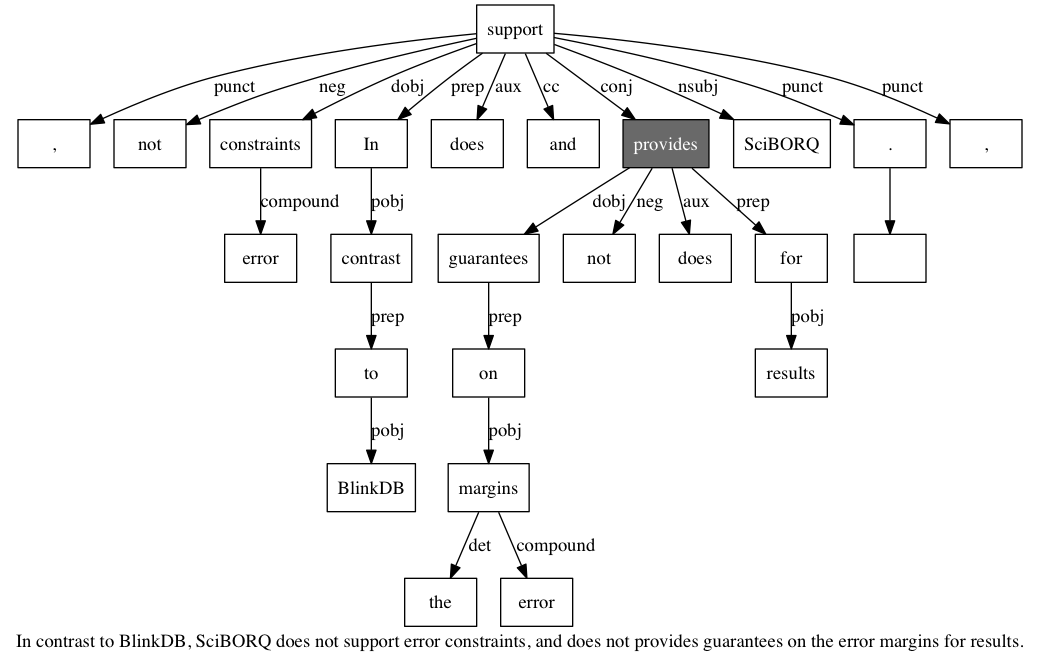 support
punct neg dobj prep aux cc conj nsubj punct punct
, not constraints In does and provides SciBORQ . ,
compound pobj dobj neg aux prep
error contrast guarantees not does for
prep prep pobj
to on results
pobj pobj
BlinkDB margins
det compound
the error
In contrast to BlinkDB, SciBORQ does not support error constraints, and does not provides guarantees on the error margins for results.